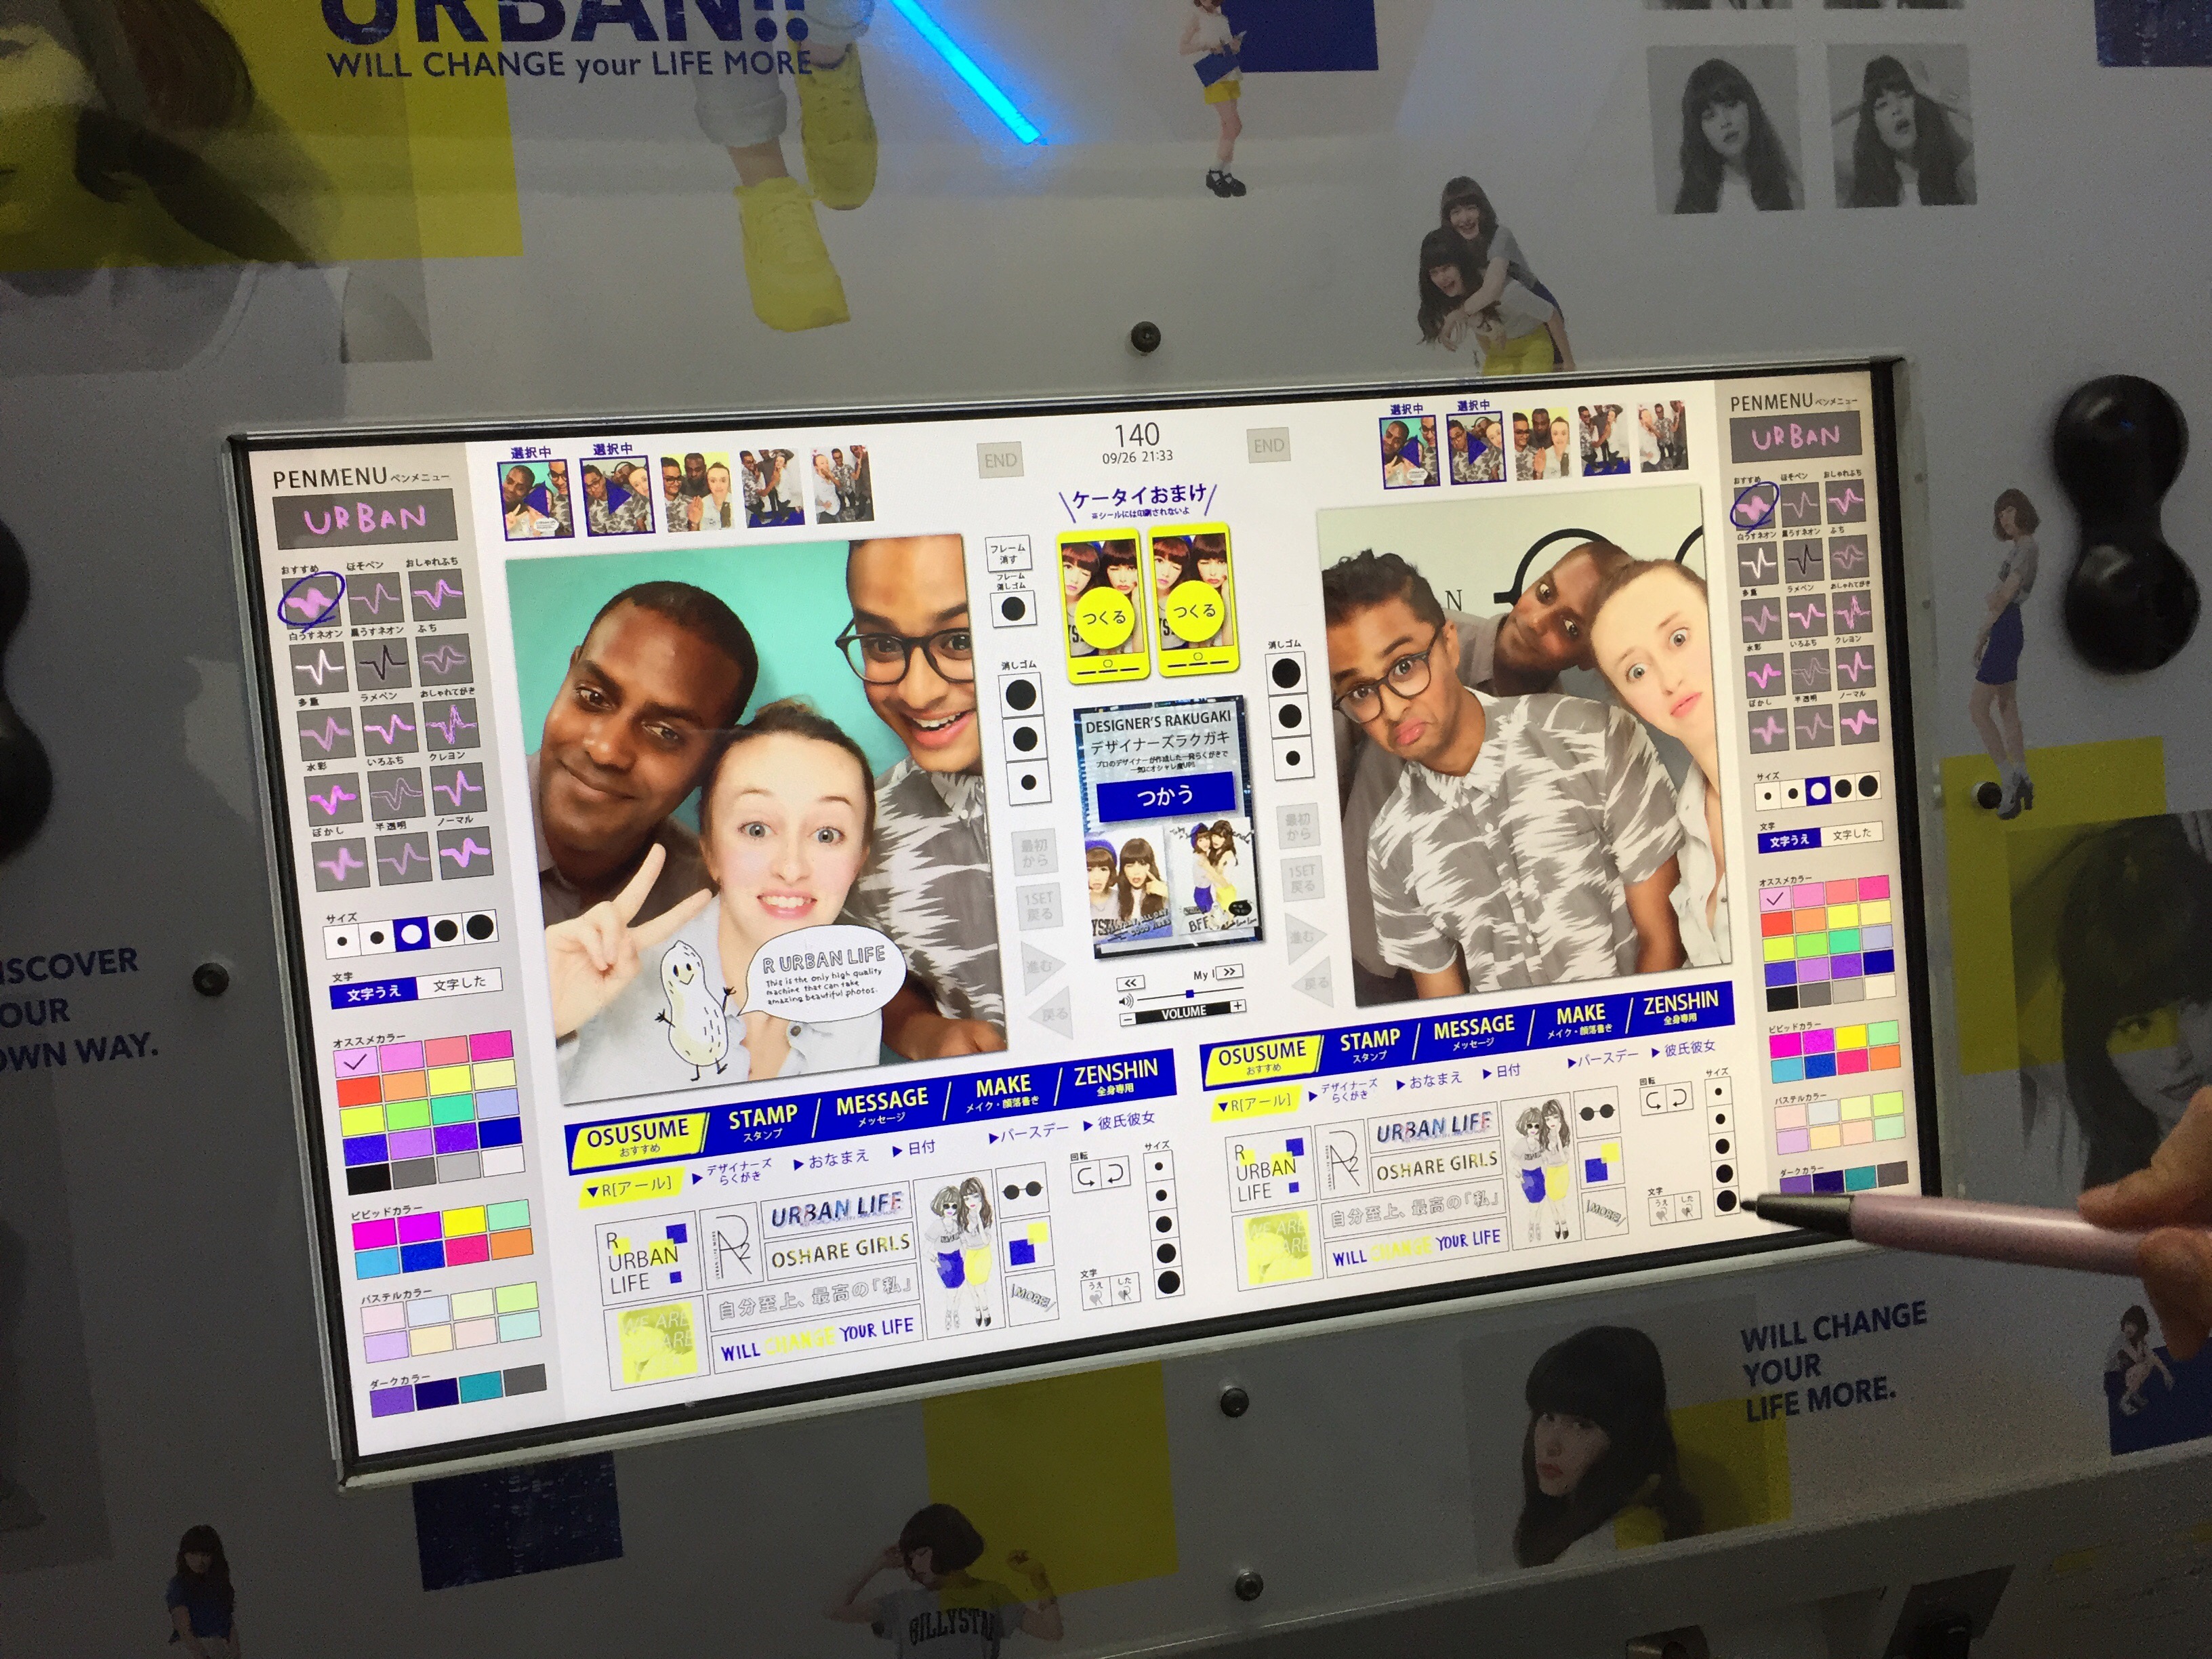 URBAN!!
WILL CHANGE your LIFE MORE
PENMENU ペンメニュー
URBAN
おすすめ ほそペン おしゃれふち
白うすネオン 黒うすネオン ふち
多重 ラメペン おしゃれてがき
水彩 いろふち クレヨン
ぼかし 半透明 ノーマル
サイズ
文字
文字うえ 文字した
オススメカラー
ビビッドカラー
パステルカラー
ダークカラー
選択中 選択中
END
140
09/26 21:33
END
ケータイおまけ
※シールには印刷されないよ
つくる つくる
フレーム
消す
フレーム
消しゴム
消しゴム
最初
から
1SET
戻る
進む
戻る
DESIGNER'S RAKUGAKI
デザイナーズラクガキ
つかう
BFF
My
VOLUME
R URBAN LIFE
This is the only high quality
machine that can take
amazing beautiful photos.
OSUSUME
おすすめ
STAMP
スタンプ
MESSAGE
メッセージ
MAKE
メイク・顔落書き
ZENSHIN
全身専用
▼R[アール]
▶デザイナーズ
らくがき
▶おなまえ
▶日付
▶バースデー
▶彼氏彼女
R
URBAN
LIFE
URBAN LIFE
OSHARE GIRLS
自分至上、最高の「私」
WILL CHANGE YOUR LIFE
WE ARE
MORE!
回転
サイズ
文字
うえ した
選択中 選択中
消しゴム
最初
から
1SET
戻る
進む
戻る
OSUSUME
おすすめ
STAMP
スタンプ
MESSAGE
メッセージ
MAKE
メイク・顔落書き
ZENSHIN
全身専用
▼R[アール]
▶デザイナーズ
らくがき
▶おなまえ
▶日付
▶バースデー
▶彼氏彼女
R
URBAN
LIFE
URBAN LIFE
OSHARE GIRLS
自分至上、最高の「私」
WILL CHANGE YOUR LIFE
WE ARE
MORE!
回転
サイズ
文字
うえ した
PENMENU ペンメニュー
URBAN
おすすめ ほそペン おしゃれふち
白うすネオン 黒うすネオン ふち
多重 ラメペン おしゃれてがき
水彩 いろふち クレヨン
ぼかし 半透明 ノーマル
サイズ
文字
文字うえ 文字した
オススメカラー
ビビッドカラー
パステルカラー
ダークカラー
ISCOVER
OUR
OWN WAY.
WILL CHANGE
YOUR
LIFE MORE.